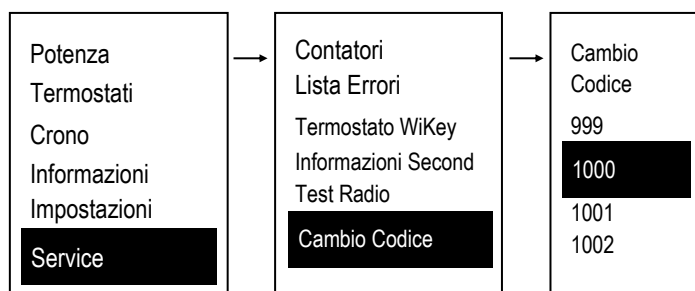 Potenza
Termostati
Crono
Informazioni
Impostazioni
Service
Contatori
Lista Errori
Termostato WiKey
Informazioni Second
Test Radio
Cambio Codice
Cambio
Codice
999
1000
1001
1002